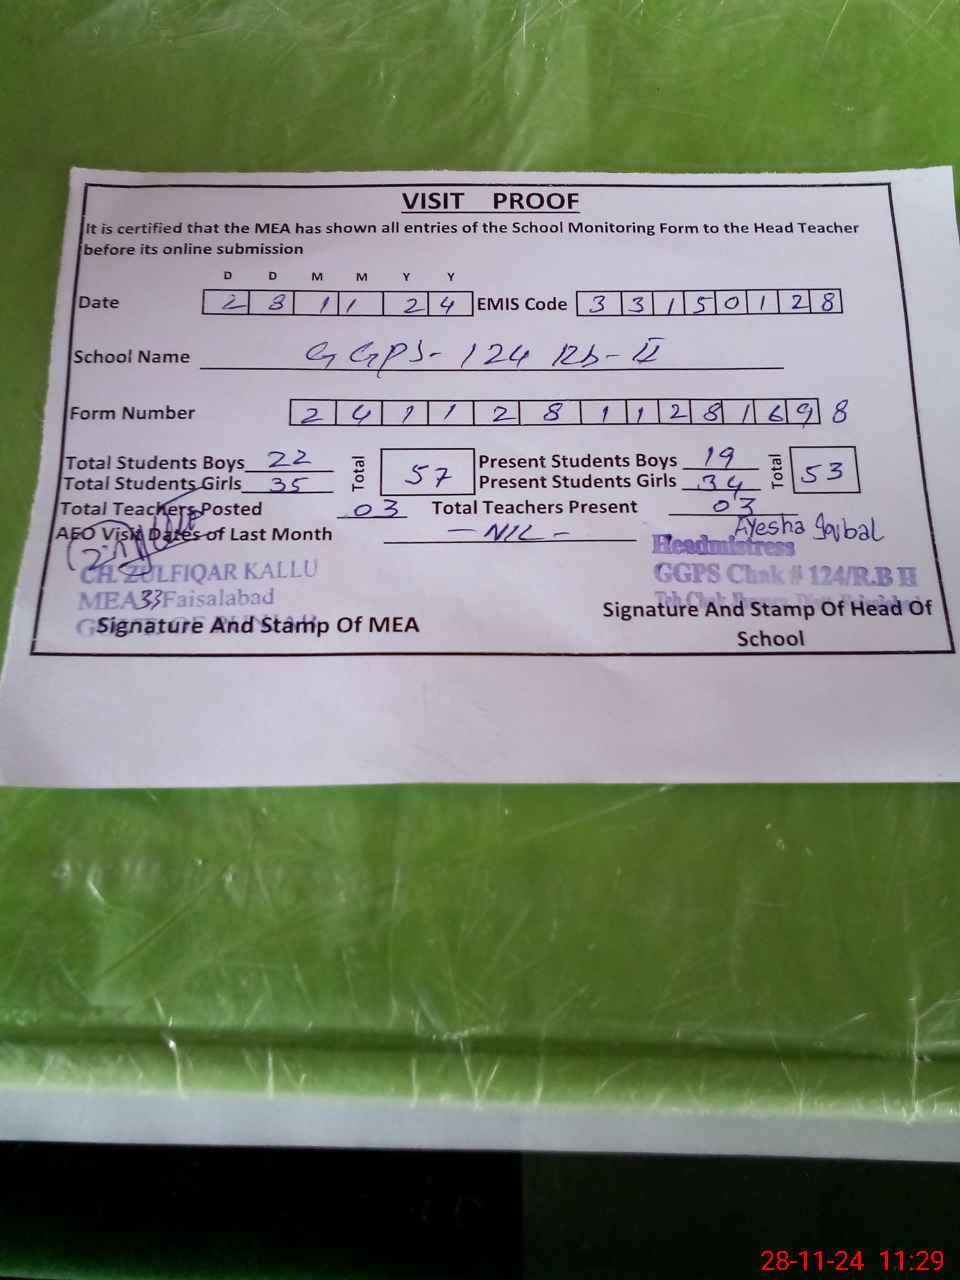 VISIT PROOF
It is certified that the MEA has shown all entries of the School Monitoring Form to the Head Teacher
before its online submission
D D M M Y Y
Date 2 8 1 1 2 4 EMIS Code 3 3 1 5 0 1 2 8
School Name GGPS- 124 Rb-II
Form Number 2 4 1 1 2 8 1 1 2 8 1 6 9 8
Total Students Boys 22 Total 57 Present Students Boys 19 Total 53
Total Students Girls 35 Present Students Girls 34
Total Teachers Posted 03 Total Teachers Present 03
AEO Visit Dates of Last Month - NIL - Ayesha Iqbal
Headmistress
CH. ZULFIQAR KALLU GGPS Chak # 124/R.B II
MEA 33 Faisalabad
Signature And Stamp Of MEA Signature And Stamp Of Head Of
School
28-11-24 11:29